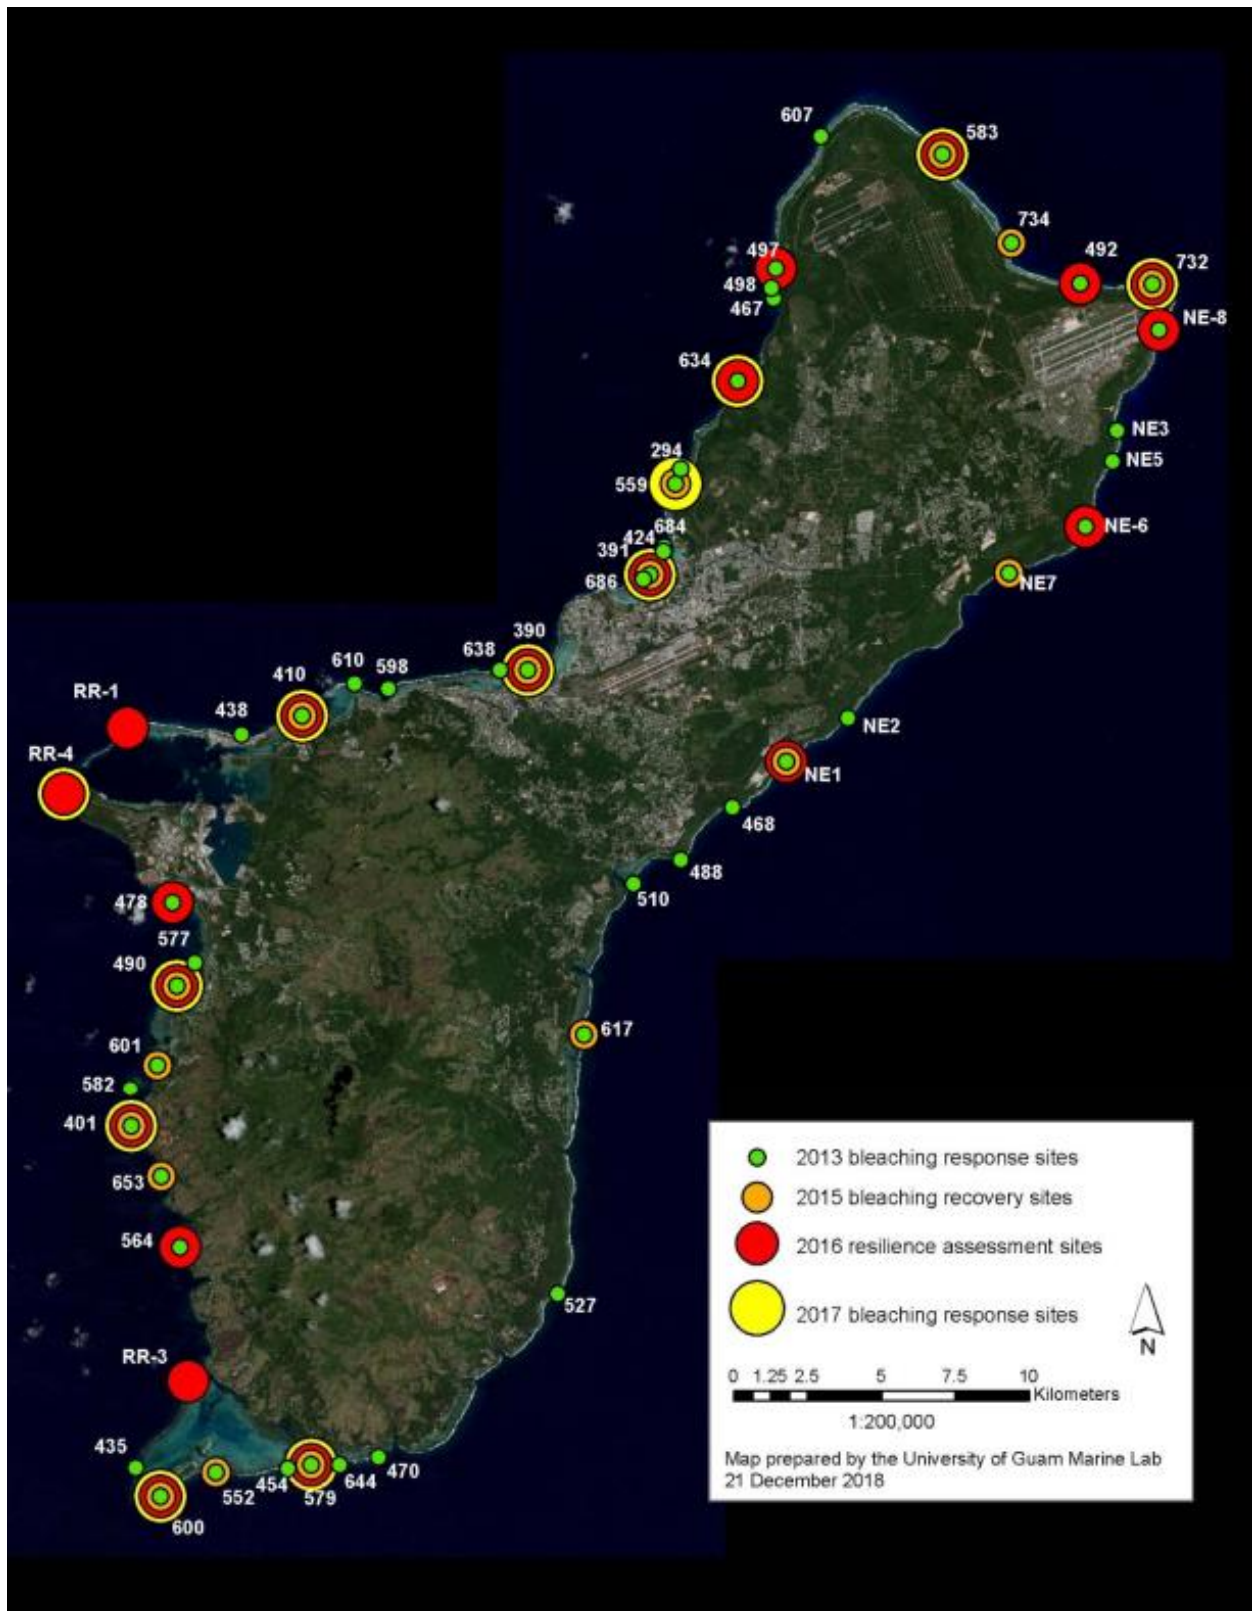 607
583
734
497
492
732
498
467
NE-8
634
NE3
294
NE5
559
684
424
NE-6
391
686
NE7
390
638
610
598
410
RR-1
438
NE2
RR-4
NE1
468
488
510
478
577
490
617
601
582
401
653
564
527
RR-3
435
454
644
470
552
579
600
2013 bleaching response sites
2015 bleaching recovery sites
2016 resilience assessment sites
2017 bleaching response sites
N
0 1.25 2.5 5 7.5 10
Kilometers
1:200,000
Map prepared by the University of Guam Marine Lab
21 December 2018